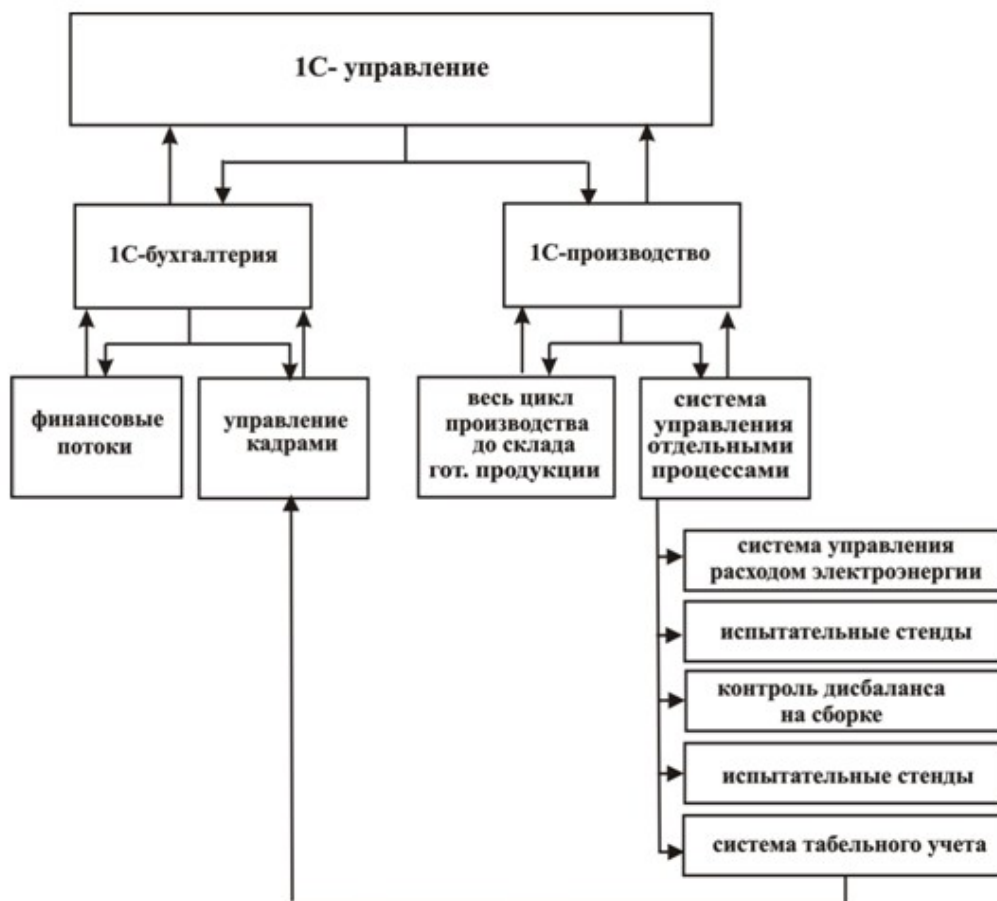 1С- управление
1С-бухгалтерия
1С-производство
финансовые
потоки
управление
кадрами
весь цикл
производства
до склада
гот. продукции
система
управления
отдельными
процессами
система управления
расходом электроэнергии
испытательные стенды
контроль дисбаланса
на сборке
испытательные стенды
система табельного учета